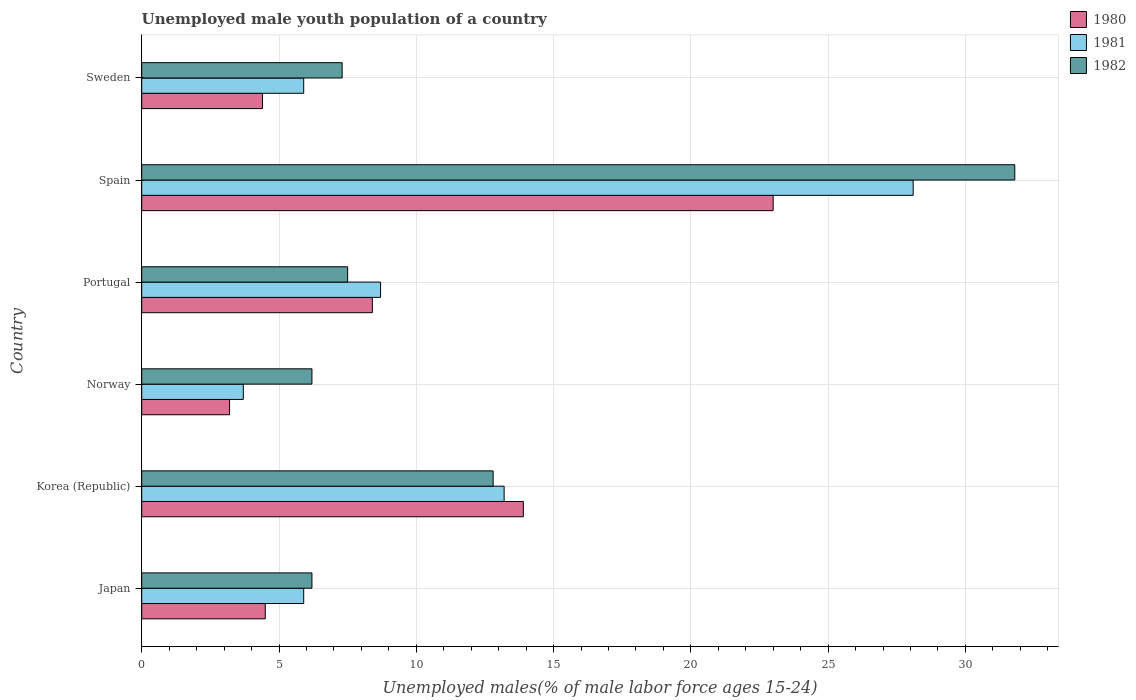 Unemployed male youth population of a country
1980
1981
1982
Sweden
Spain
Portugal
Norway
Korea (Republic)
Japan
Country
0
5
10
15
20
25
30
Unemployed males(% of male labor force ages 15-24)